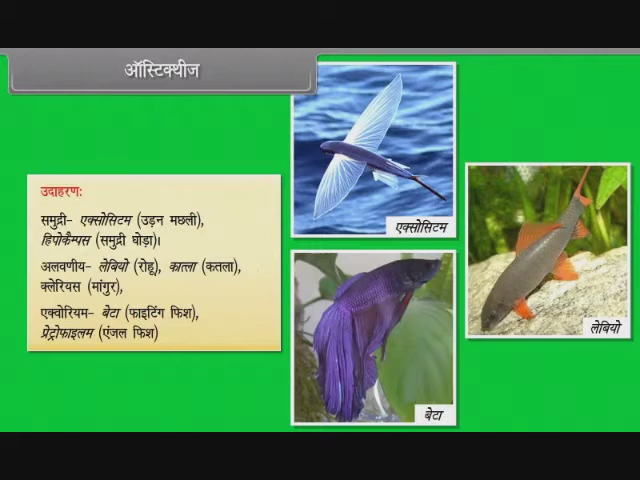 ऑस्टिक्थीज
उदाहरण:
समुद्री- एक्सोसिटम (उड़न मछली),
हिपोकैम्पस (समुद्री घोड़ा)।
अलवणीय- लेबियो (रोहू), कात्ला (कतला),
क्लेरियस (मांगुर),
एक्वोरियम- बेटा (फाइटिंग फिश),
प्रेट्रोफाइलम (एंजल फिश)
एक्सोसिटम
लेबियो
बेटा